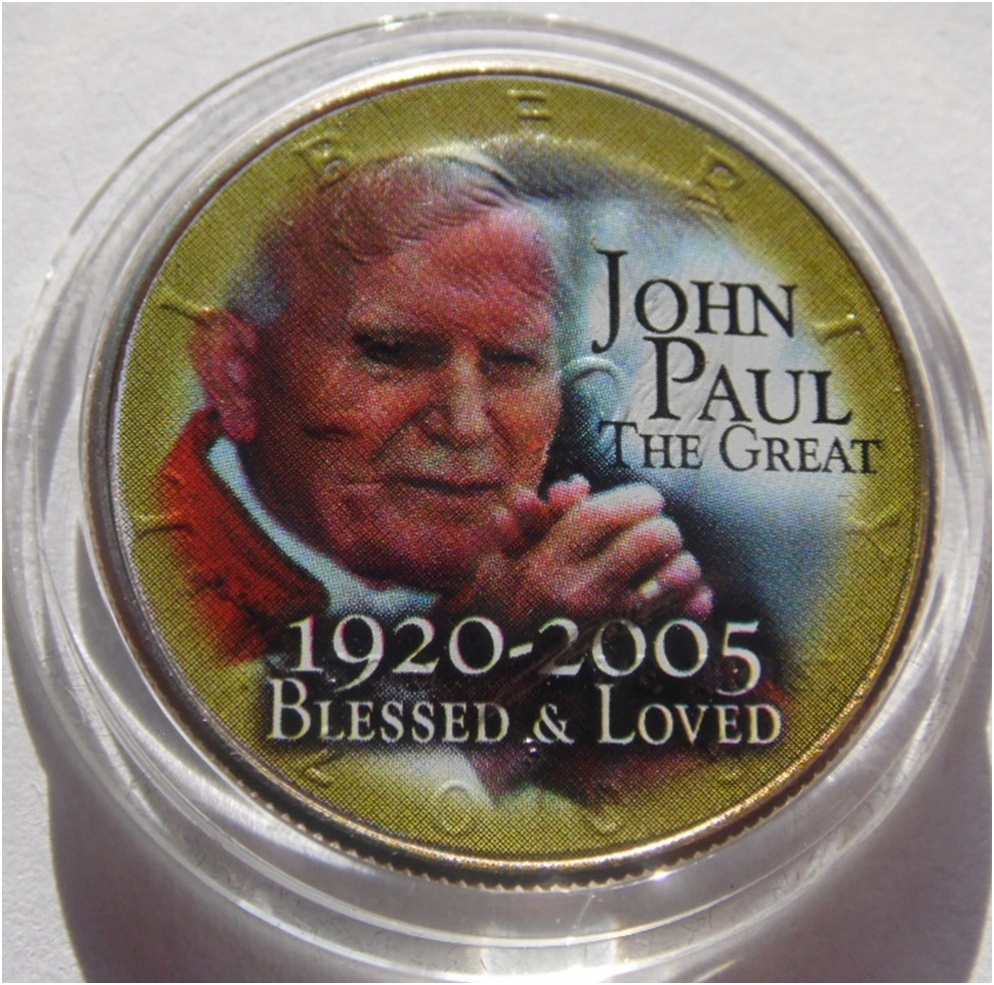 JOHN
PAUL
THE GREAT
1920-2005
BLESSED & LOVED